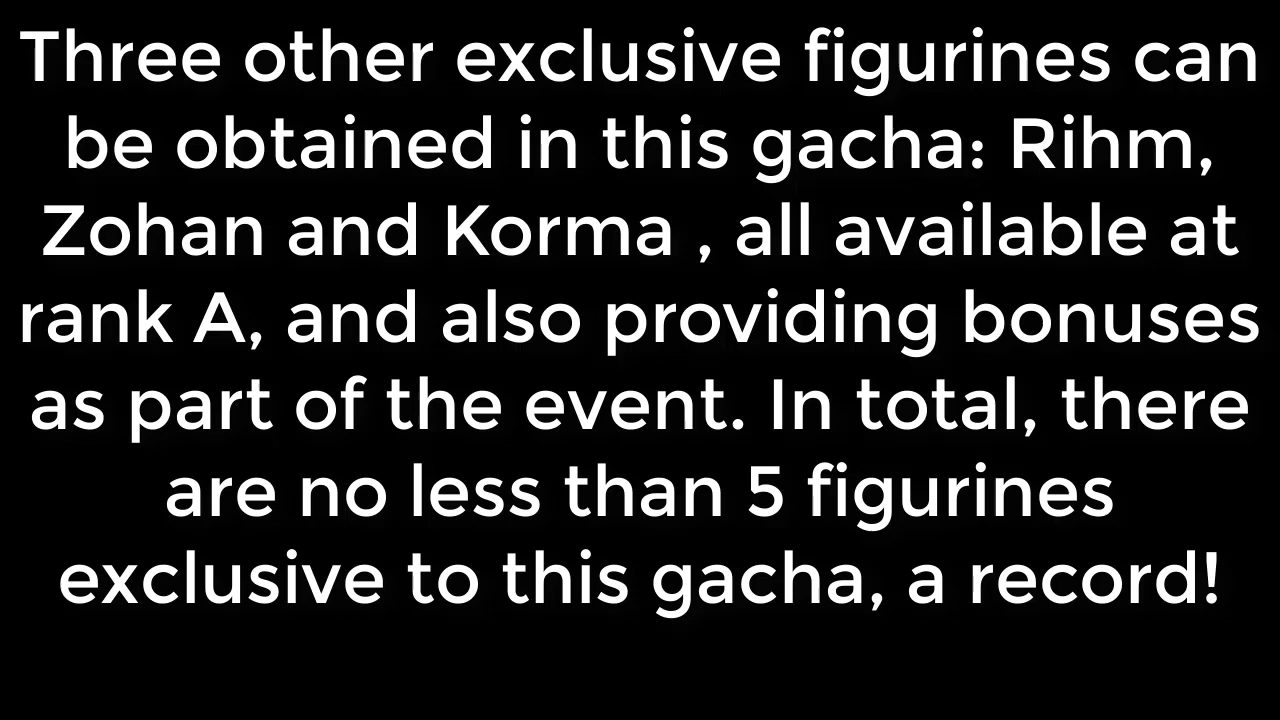 Three other exclusive figurines can
be obtained in this gacha: Rihm,
Zohan and Korma , all available at
rank A, and also providing bonuses
as part of the event. In total, there
are no less than 5 figurines
exclusive to this gacha, a record!